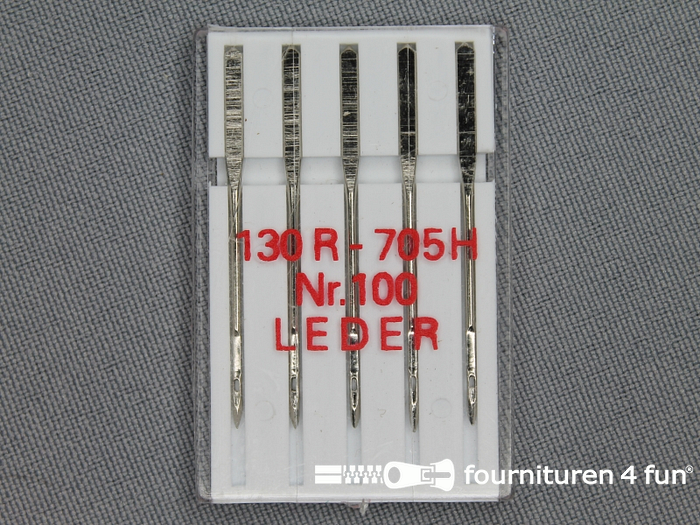 130 R - 705 H
Nr. 100
LEDER
fournituren 4 fun®